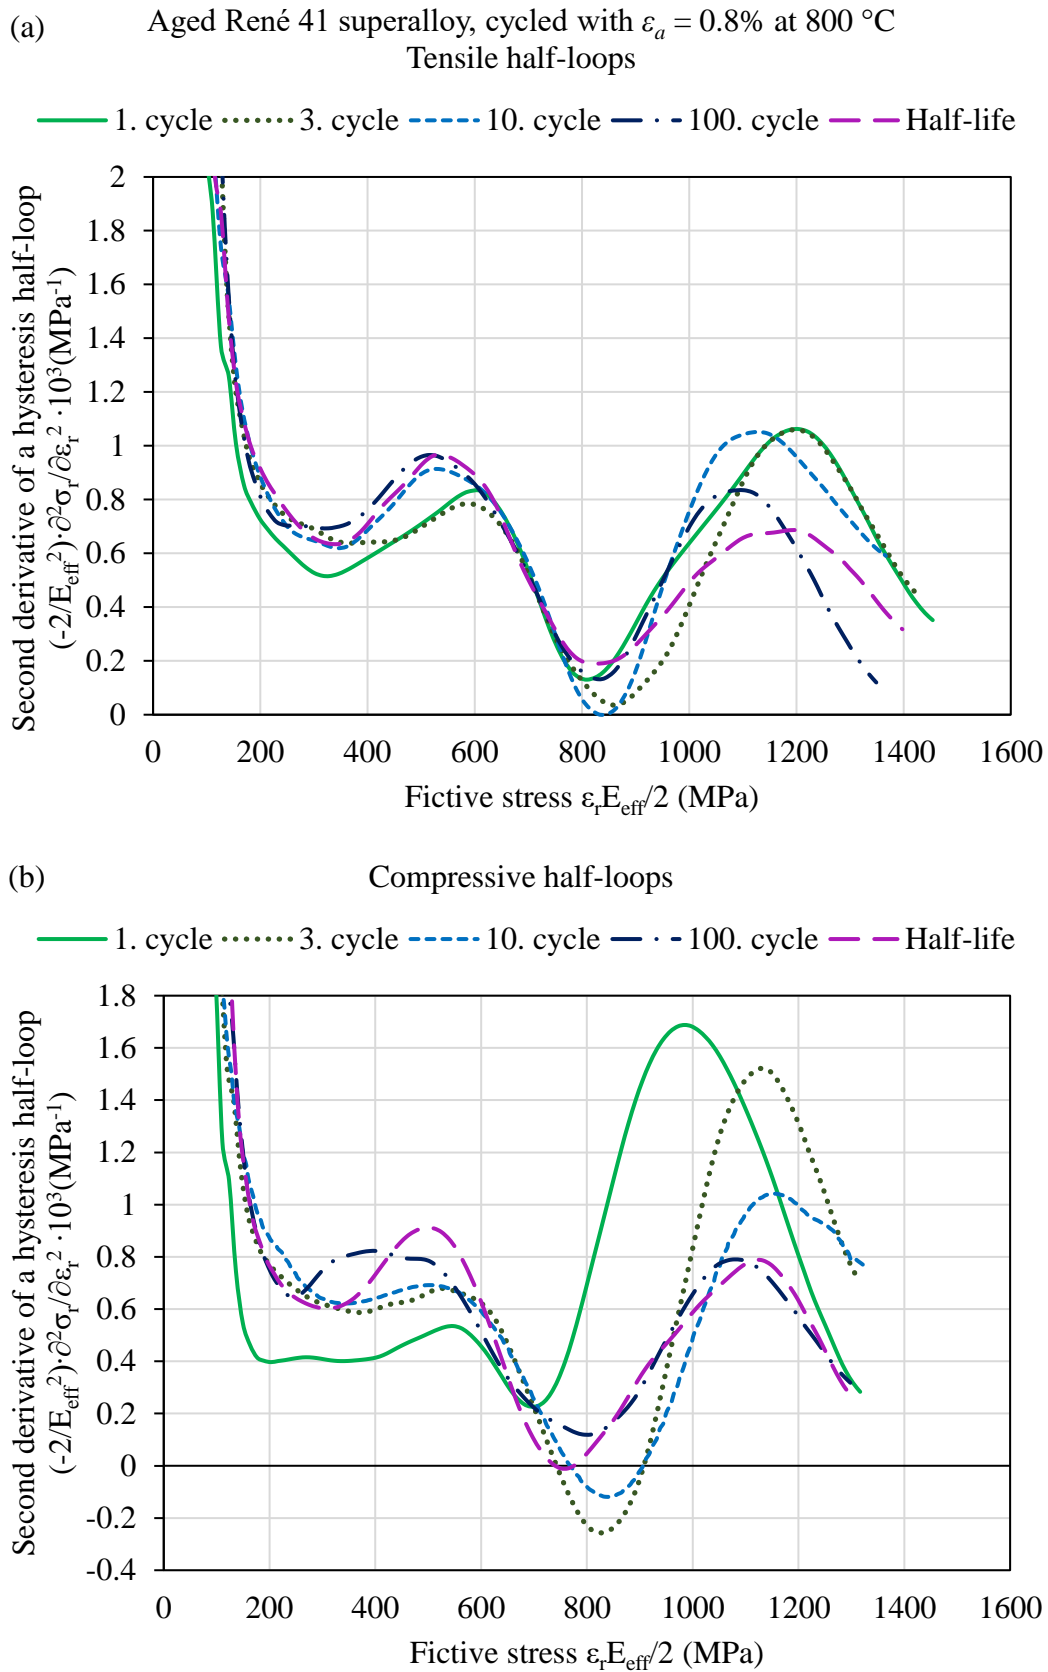 (a) Aged René 41 superalloy, cycled with εₐ = 0.8% at 800 °C
Tensile half-loops
1. cycle 3. cycle 10. cycle 100. cycle Half-life
Second derivative of a hysteresis half-loop
(-2/E_eff²)·∂²σᵣ/∂εᵣ² ·10³(MPa⁻¹)
2
1.8
1.6
1.4
1.2
1
0.8
0.6
0.4
0.2
0
0 200 400 600 800 1000 1200 1400 1600
Fictive stress εᵣE_eff/2 (MPa)
(b) Compressive half-loops
1. cycle 3. cycle 10. cycle 100. cycle Half-life
Second derivative of a hysteresis half-loop
(-2/E_eff²)·∂²σᵣ/∂εᵣ² ·10³(MPa⁻¹)
1.8
1.6
1.4
1.2
1
0.8
0.6
0.4
0.2
0
-0.2
-0.4
0 200 400 600 800 1000 1200 1400 1600
Fictive stress εᵣE_eff/2 (MPa)